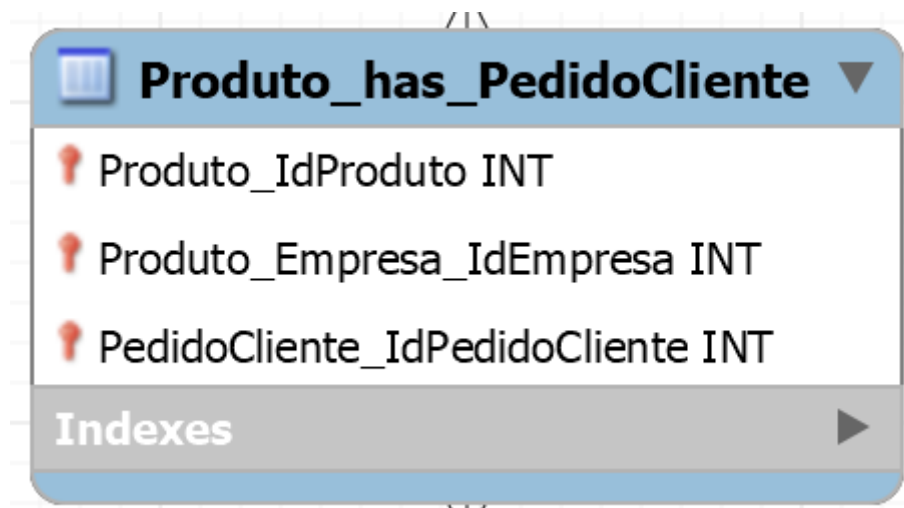 Produto_has_PedidoCliente
Produto_IdProduto INT
Produto_Empresa_IdEmpresa INT
PedidoCliente_IdPedidoCliente INT
Indexes